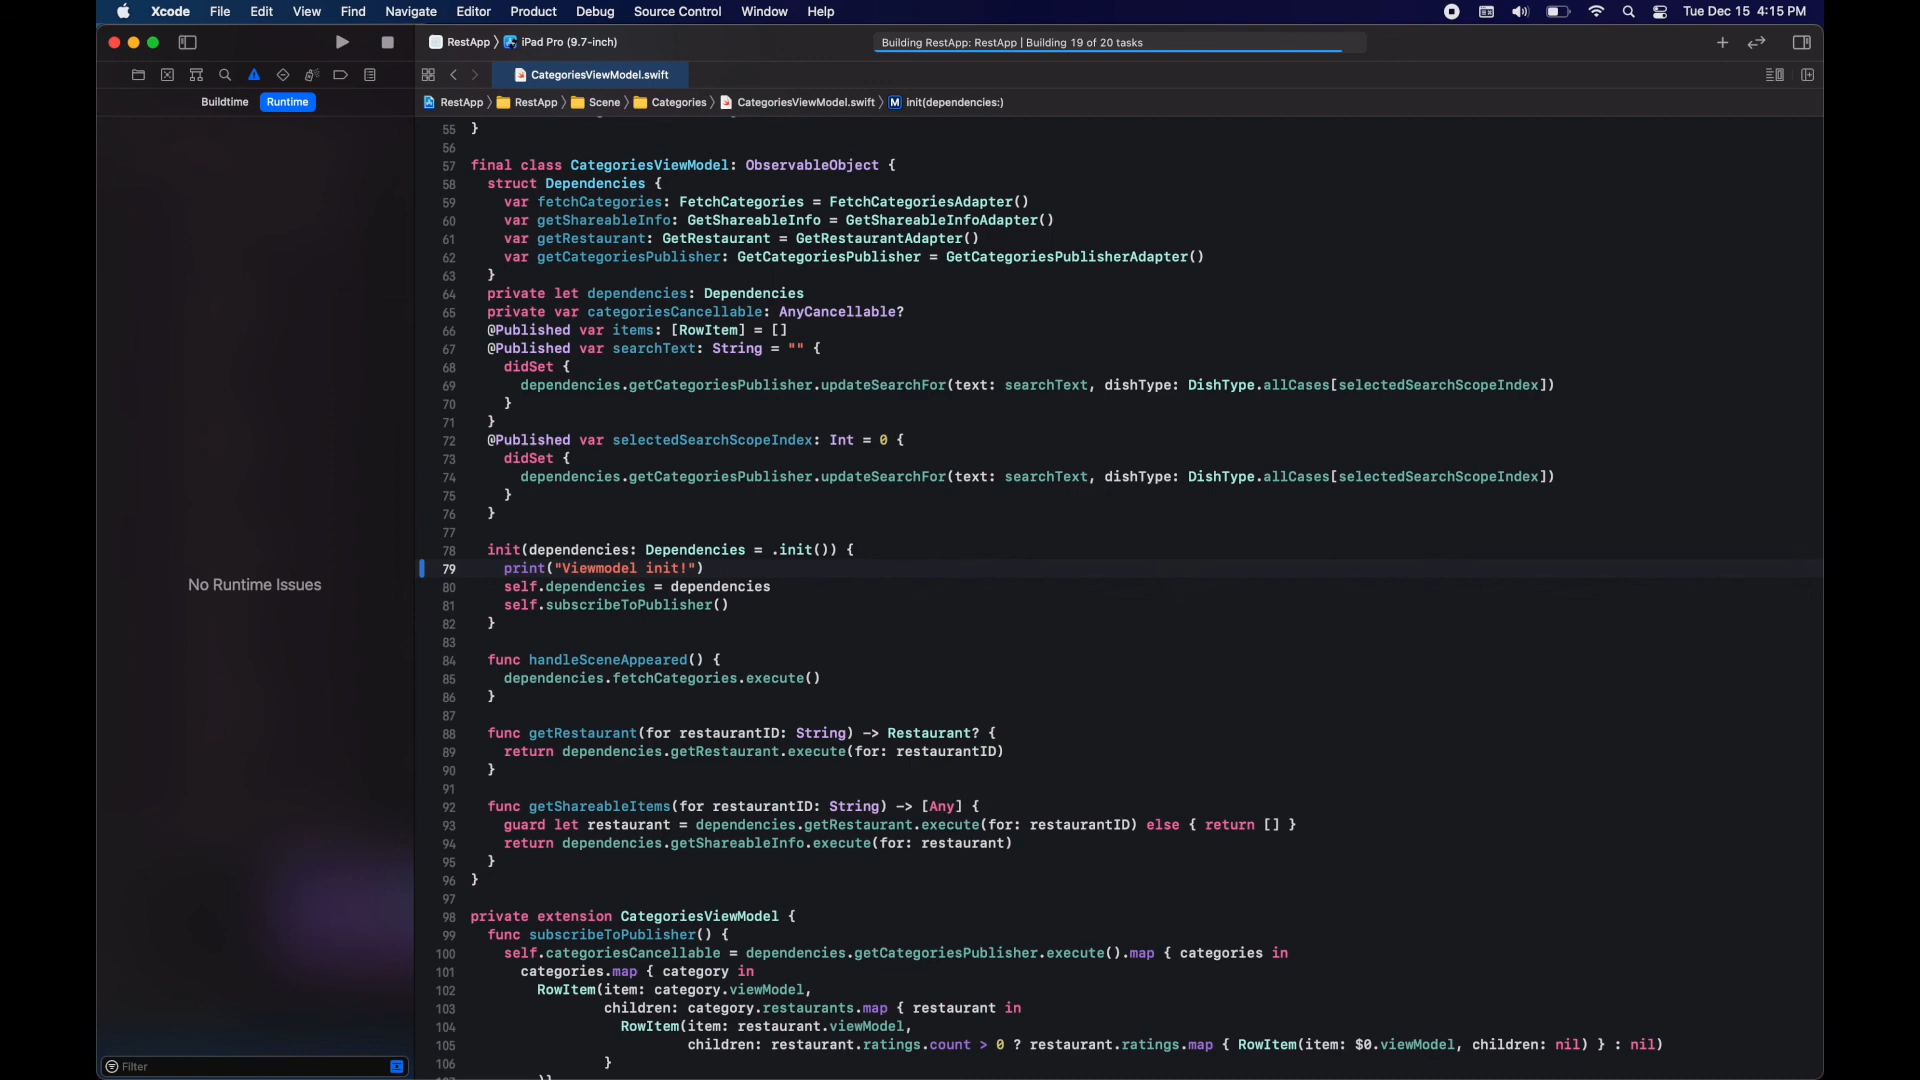 Xcode File Edit View Find Navigate Editor Product Debug Source Control Window Help Tue Dec 15 4:15 PM
RestApp iPad Pro (9.7-inch) Building RestApp: RestApp | Building 19 of 20 tasks
CategoriesViewModel.swift
Buildtime Runtime
RestApp RestApp Scene Categories CategoriesViewModel.swift M init(dependencies:)
55 }
56
57 final class CategoriesViewModel: ObservableObject {
58 struct Dependencies {
59 var fetchCategories: FetchCategories = FetchCategoriesAdapter()
60 var getShareableInfo: GetShareableInfo = GetShareableInfoAdapter()
61 var getRestaurant: GetRestaurant = GetRestaurantAdapter()
62 var getCategoriesPublisher: GetCategoriesPublisher = GetCategoriesPublisherAdapter()
63 }
64 private let dependencies: Dependencies
65 private var categoriesCancellable: AnyCancellable?
66 @Published var items: [RowItem] = []
67 @Published var searchText: String = "" {
68 didSet {
69 dependencies.getCategoriesPublisher.updateSearchFor(text: searchText, dishType: DishType.allCases[selectedSearchScopeIndex])
70 }
71 }
72 @Published var selectedSearchScopeIndex: Int = 0 {
73 didSet {
74 dependencies.getCategoriesPublisher.updateSearchFor(text: searchText, dishType: DishType.allCases[selectedSearchScopeIndex])
75 }
76 }
77
78 init(dependencies: Dependencies = .init()) {
79 print("Viewmodel init!")
80 self.dependencies = dependencies
81 self.subscribeToPublisher()
82 }
83
84 func handleSceneAppeared() {
85 dependencies.fetchCategories.execute()
86 }
87
88 func getRestaurant(for restaurantID: String) -> Restaurant? {
89 return dependencies.getRestaurant.execute(for: restaurantID)
90 }
91
92 func getShareableItems(for restaurantID: String) -> [Any] {
93 guard let restaurant = dependencies.getRestaurant.execute(for: restaurantID) else { return [] }
94 return dependencies.getShareableInfo.execute(for: restaurant)
95 }
96 }
97
98 private extension CategoriesViewModel {
99 func subscribeToPublisher() {
100 self.categoriesCancellable = dependencies.getCategoriesPublisher.execute().map { categories in
101 categories.map { category in
102 RowItem(item: category.viewModel,
103 children: category.restaurants.map { restaurant in
104 RowItem(item: restaurant.viewModel,
105 children: restaurant.ratings.count > 0 ? restaurant.ratings.map { RowItem(item: $0.viewModel, children: nil) } : nil)
106 }
No Runtime Issues
Filter